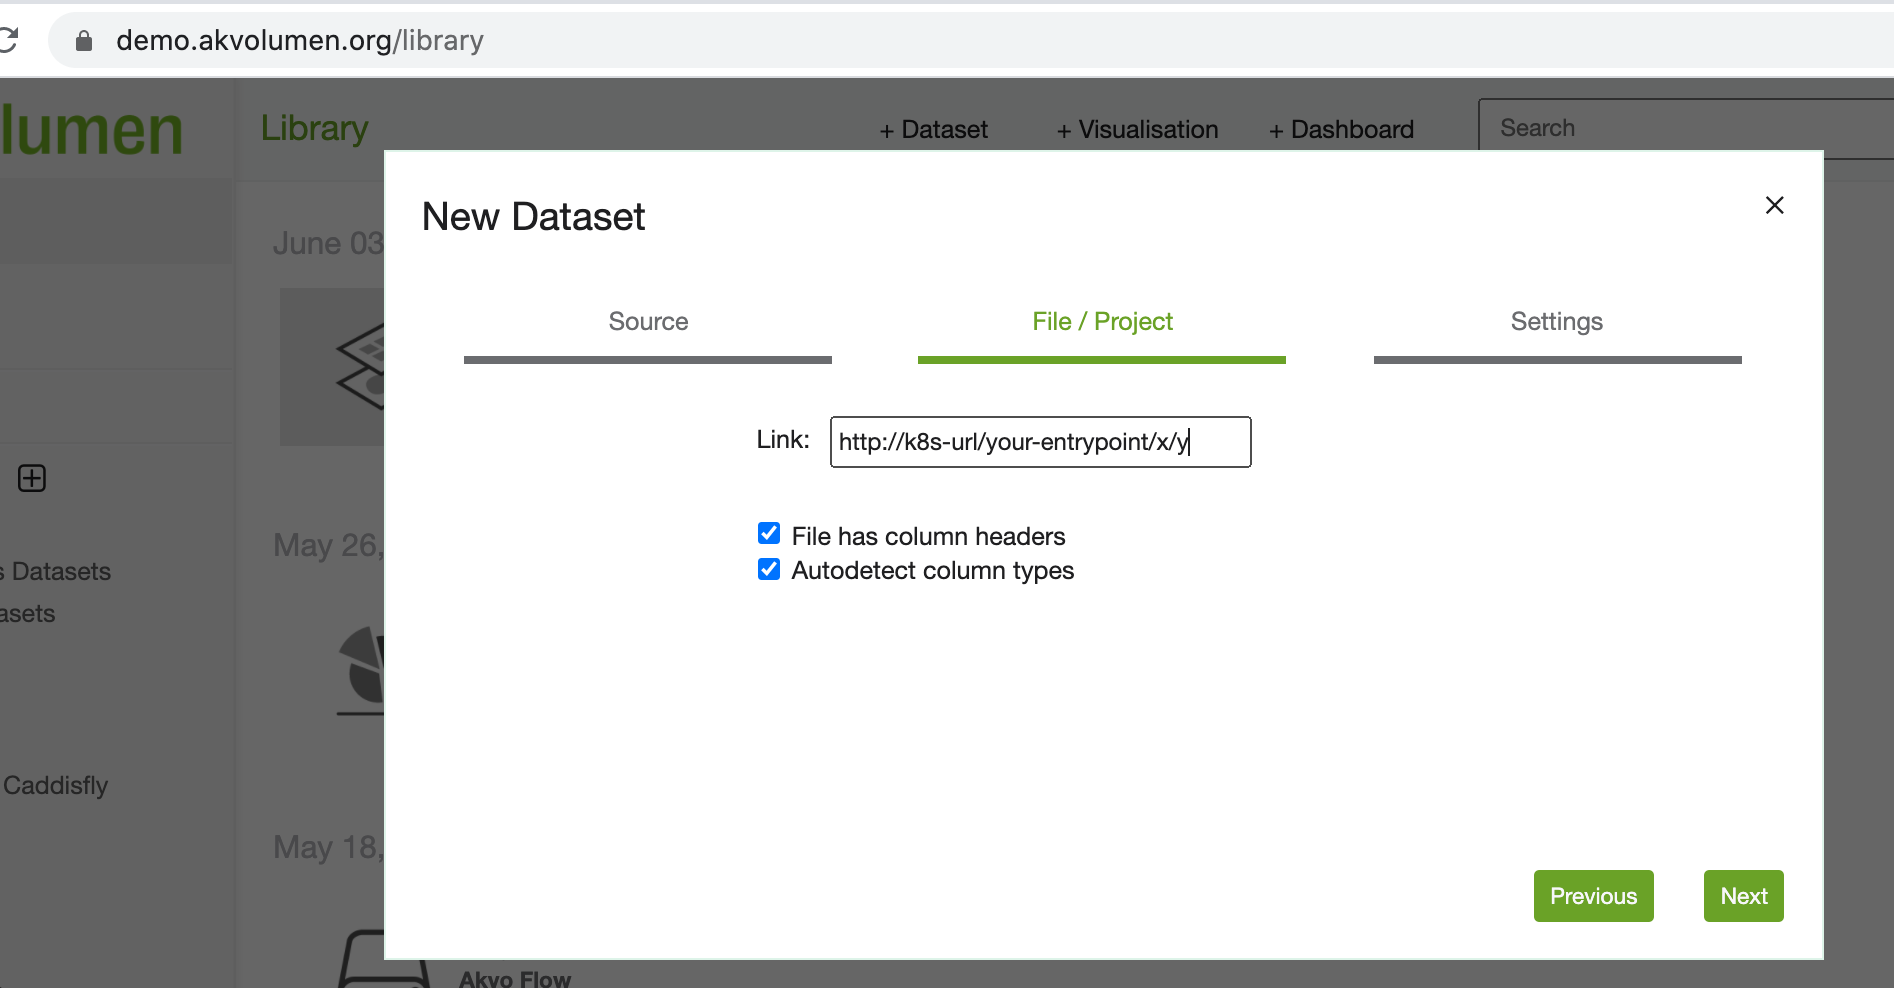 demo.akvolumen.org/library
lumen
Library
+ Dataset
+ Visualisation
+ Dashboard
Search
New Dataset
June 03
Source
File / Project
Settings
Link:
http://k8s-url/your-entrypoint/x/y
File has column headers
Autodetect column types
May 26,
s Datasets
asets
Caddisfly
May 18,
Previous
Next
Akvo Flow